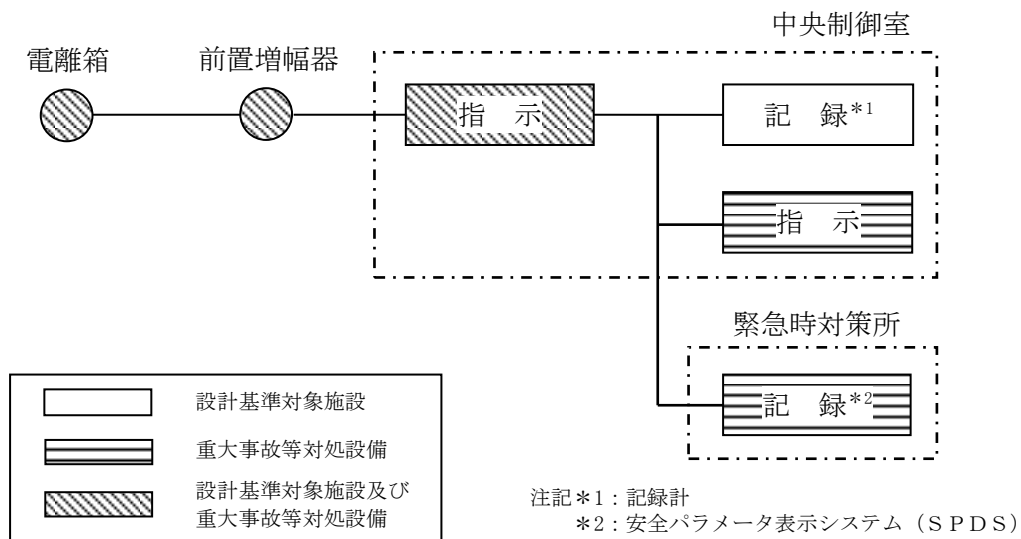 中央制御室
電離箱
前置増幅器
指　示
記　録*1
指　示
緊急時対策所
記　録*2
設計基準対象施設
重大事故等対処設備
設計基準対象施設及び
重大事故等対処設備
注記*1：記録計
*2：安全パラメータ表示システム（ＳＰＤＳ）